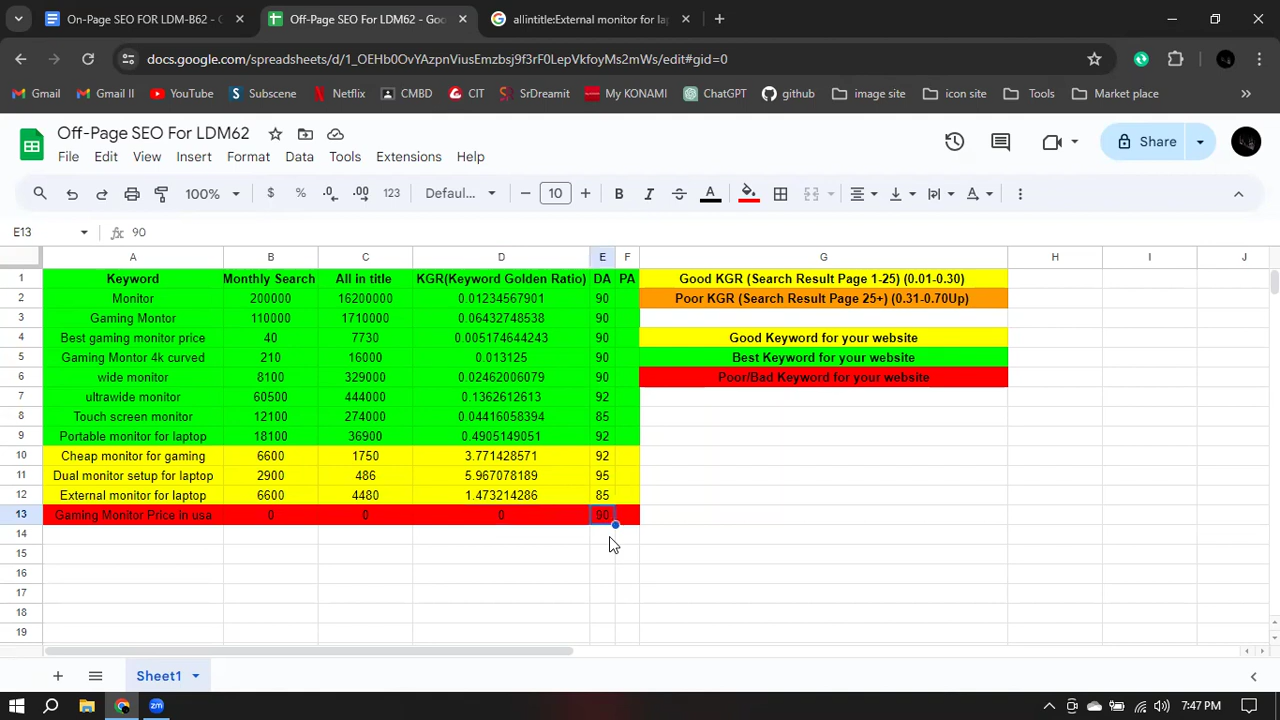 On-Page SEO FOR LDM-B62
Off-Page SEO For LDM62 - Goo
allintitle:External monitor for lap
docs.google.com/spreadsheets/d/1_OEHb0OvYAzpnViusEmzbsj9f3rF0LepVkfoyMs2mWs/edit#gid=0
Gmail
Gmail II
YouTube
Subscene
Netflix
CMBD
CIT
SrDreamit
My KONAMI
ChatGPT
github
image site
icon site
Tools
Market place
Off-Page SEO For LDM62
File Edit View Insert Format Data Tools Extensions Help
Share
100% $ % .0 .00 123 Defaul... 10 B I A
E13 fx 90
A B C D E F G H I J
1 Keyword Monthly Search All in title KGR(Keyword Golden Ratio) DA PA Good KGR (Search Result Page 1-25) (0.01-0.30)
2 Monitor 200000 16200000 0.01234567901 90 Poor KGR (Search Result Page 25+) (0.31-0.70Up)
3 Gaming Montor 110000 1710000 0.06432748538 90
4 Best gaming monitor price 40 7730 0.005174644243 90 Good Keyword for your website
5 Gaming Montor 4k curved 210 16000 0.013125 90 Best Keyword for your website
6 wide monitor 8100 329000 0.02462006079 90 Poor/Bad Keyword for your website
7 ultrawide monitor 60500 444000 0.1362612613 92
8 Touch screen monitor 12100 274000 0.04416058394 85
9 Portable monitor for laptop 18100 36900 0.4905149051 92
10 Cheap monitor for gaming 6600 1750 3.771428571 92
11 Dual monitor setup for laptop 2900 486 5.967078189 95
12 External monitor for laptop 6600 4480 1.473214286 85
13 Gaming Monitor Price in usa 0 0 0 90
14
15
16
17
18
19
Sheet1
7:47 PM